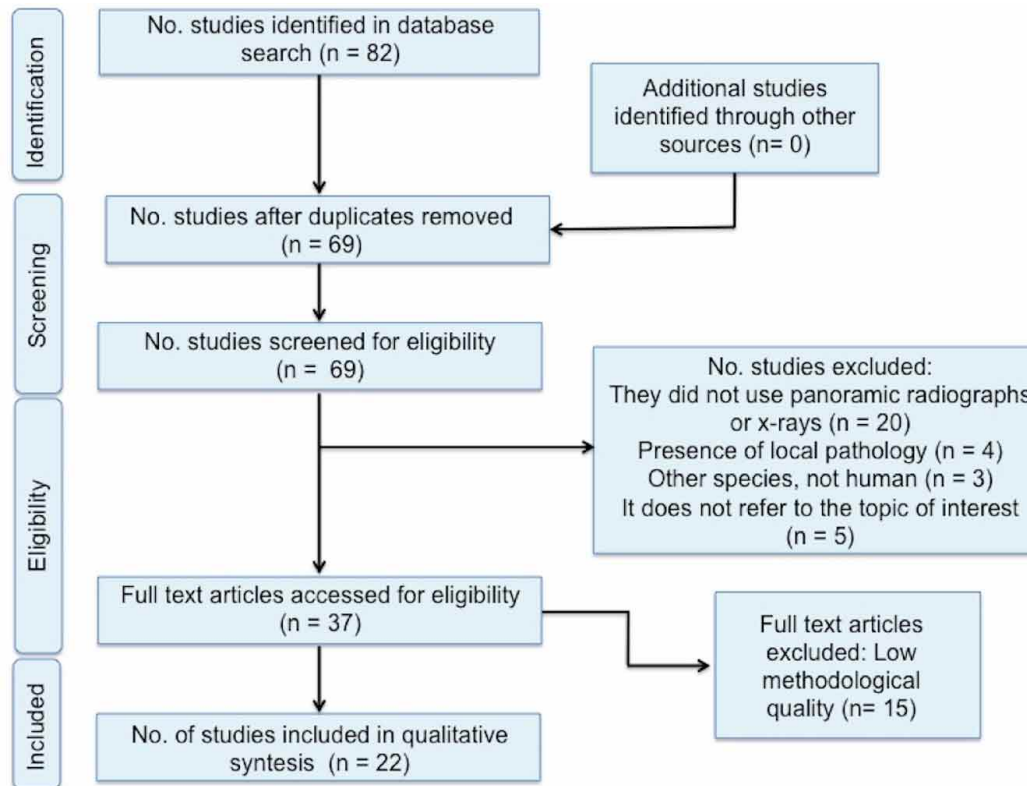 Identification
No. studies identified in database
search (n = 82)
Additional studies
identified through other
sources (n= 0)
Screening
No. studies after duplicates removed
(n = 69)
No. studies screened for eligibility
(n = 69)
No. studies excluded:
They did not use panoramic radiographs
or x-rays (n = 20)
Presence of local pathology (n = 4)
Other species, not human (n = 3)
It does not refer to the topic of interest
(n = 5)
Eligibility
Full text articles accessed for eligibility
(n = 37)
Full text articles
excluded: Low
methodological
quality (n= 15)
Included
No. of studies included in qualitative
syntesis (n = 22)